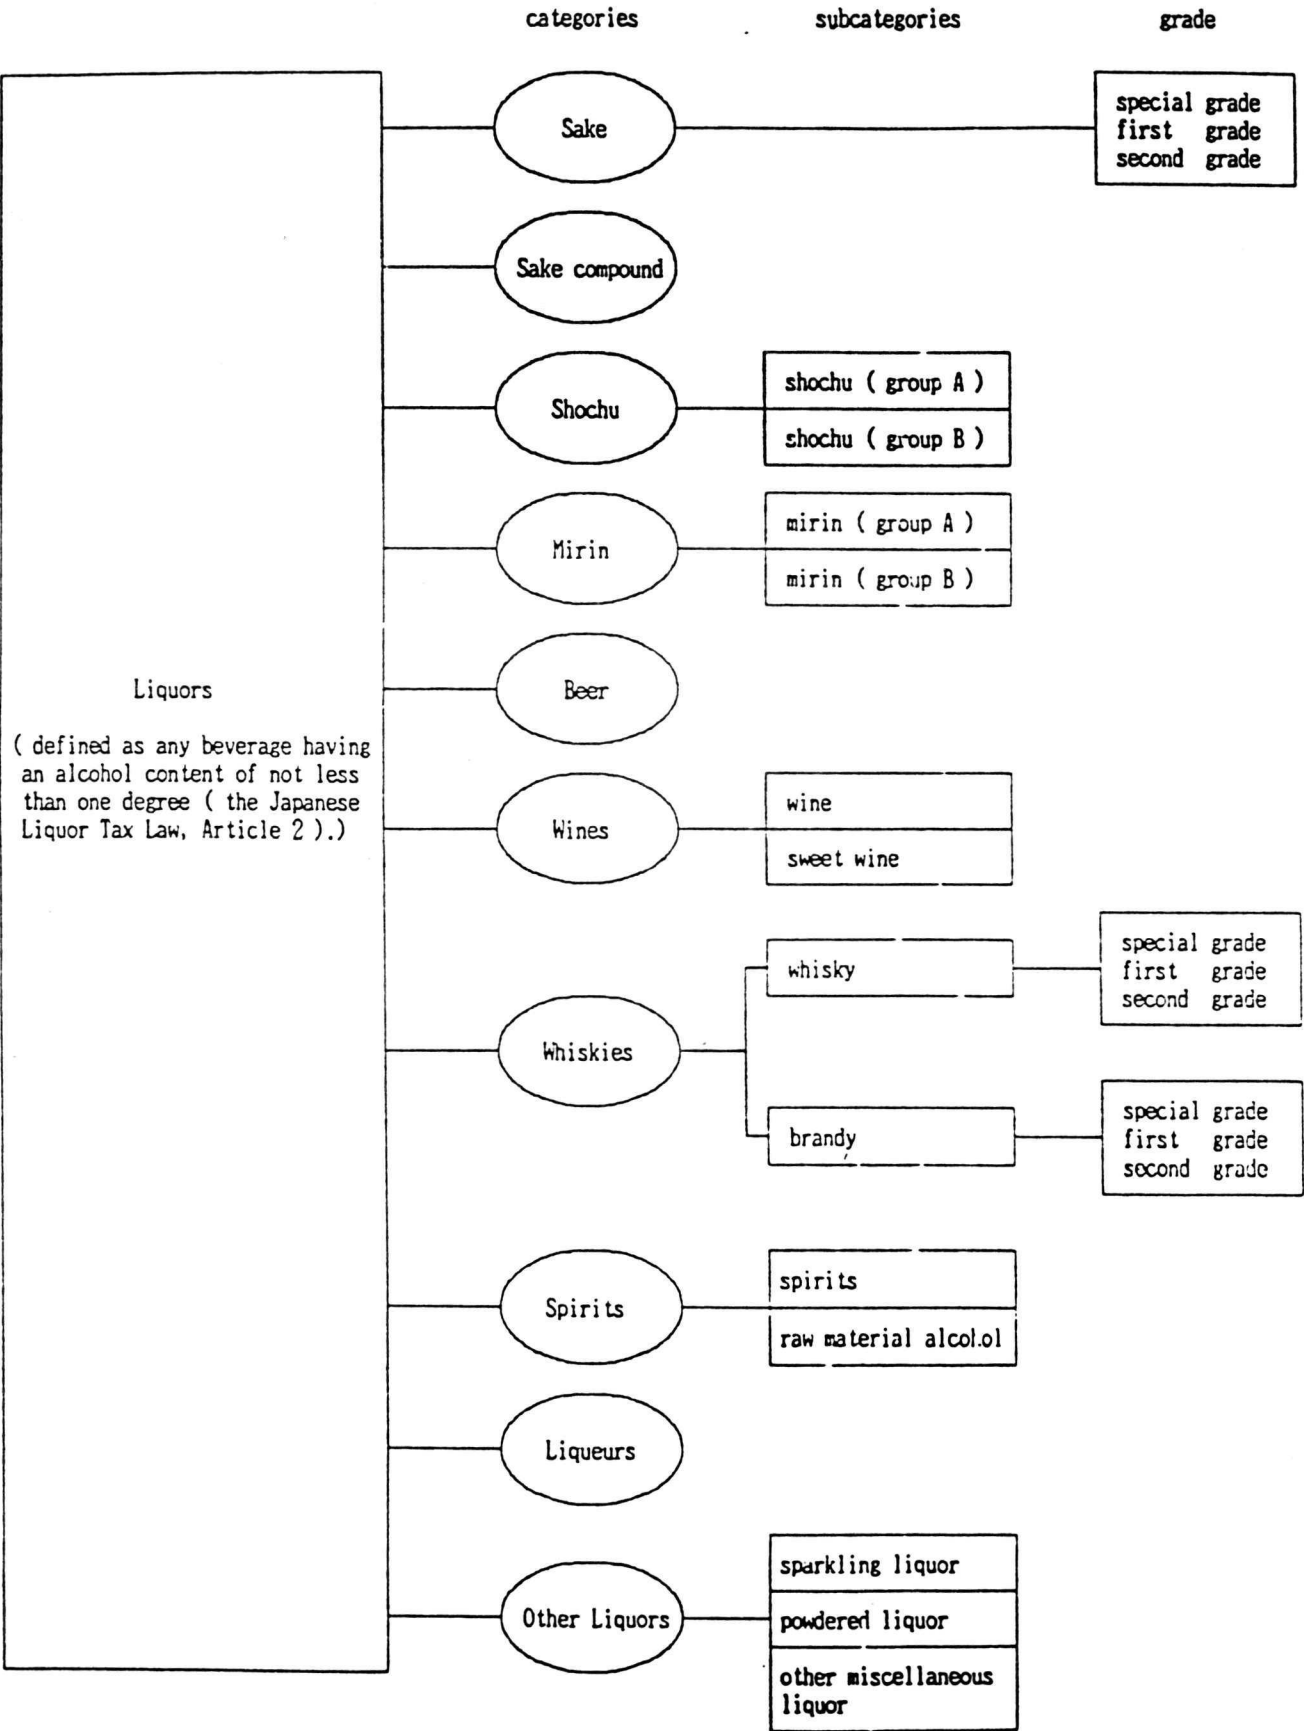 categories subcategories grade
Sake
special grade
first grade
second grade
Sake compound
Shochu
shochu ( group A )
shochu ( group B )
Mirin
mirin ( group A )
mirin ( group B )
Liquors
( defined as any beverage having
an alcohol content of not less
than one degree ( the Japanese
Liquor Tax Law, Article 2 ).)
Beer
Wines
wine
sweet wine
Whiskies
whisky
special grade
first grade
second grade
brandy
special grade
first grade
second grade
Spirits
spirits
raw material alcohol
Liqueurs
Other Liquors
sparkling liquor
powdered liquor
other miscellaneous
liquor